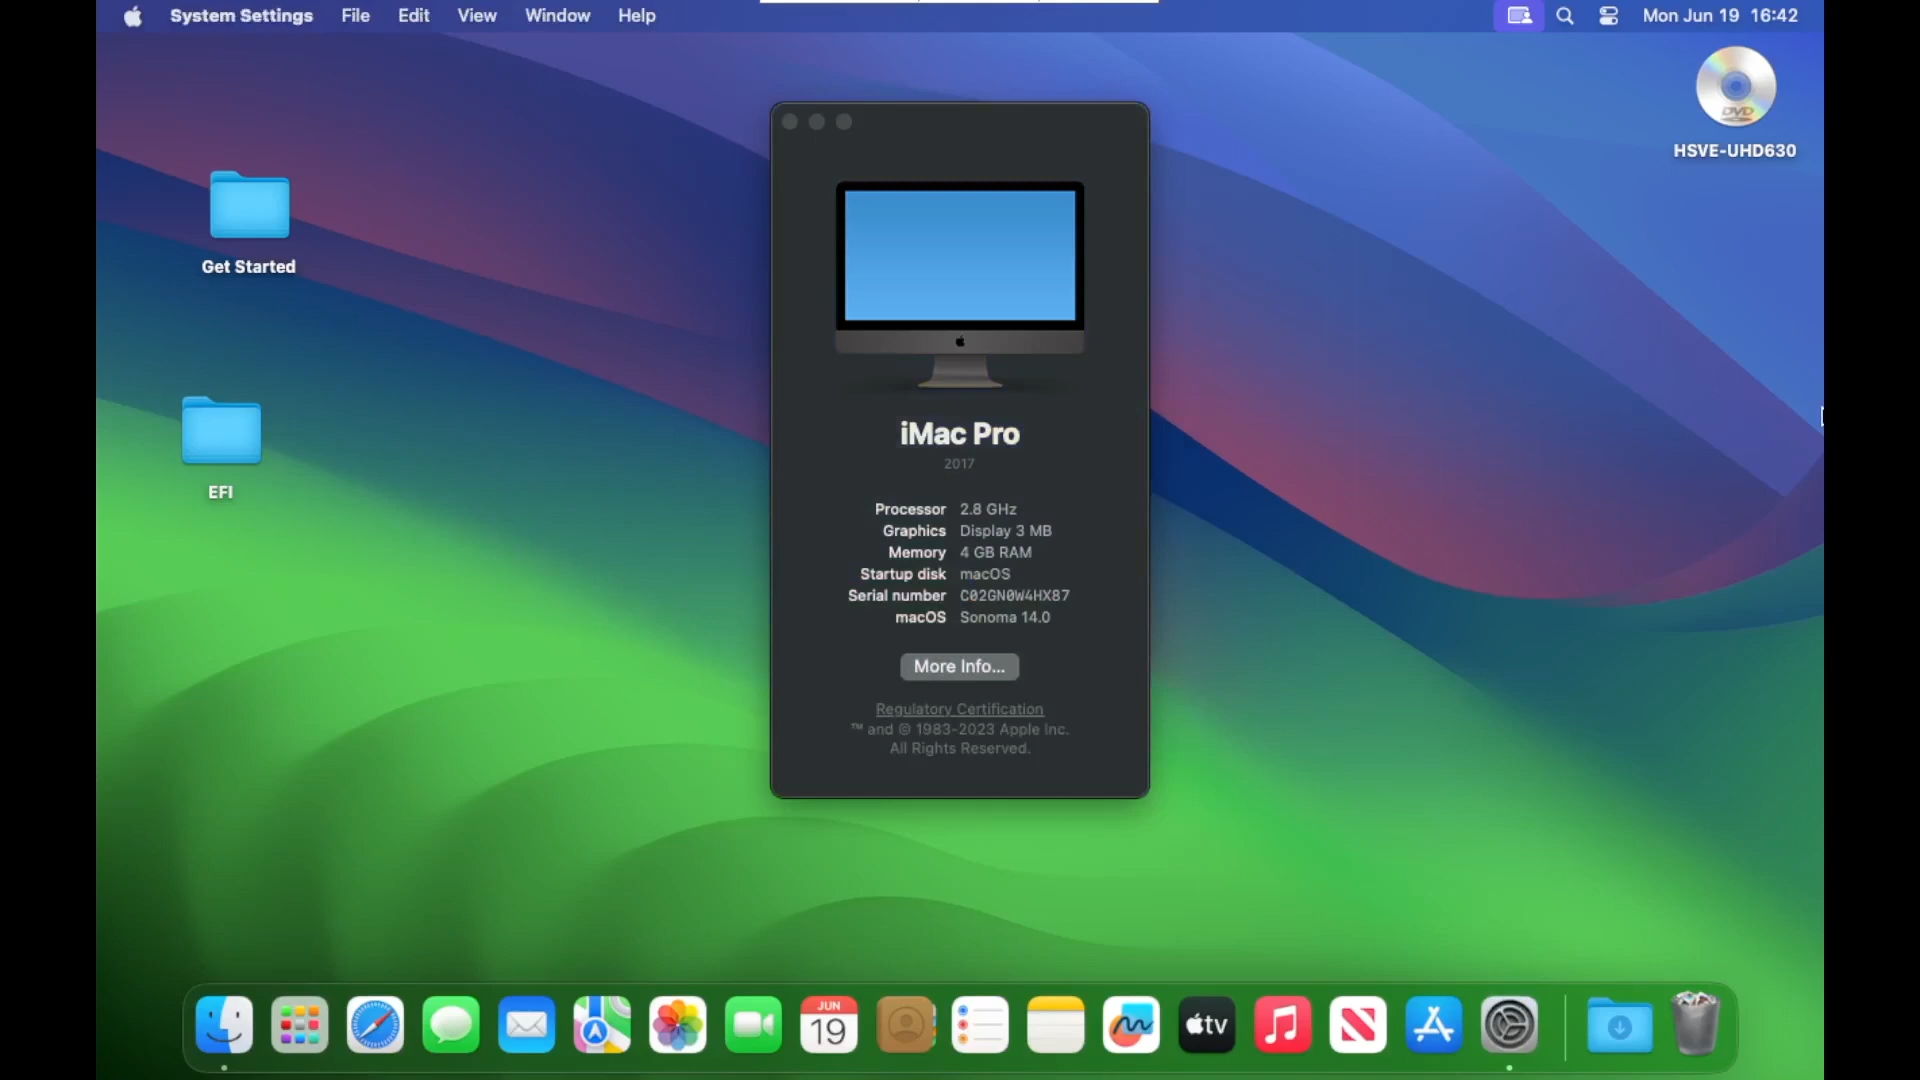 System Settings File Edit View Window Help Mon Jun 19 16:42
DVD
HSVE-UHD630
Get Started
EFI
iMac Pro
2017
Processor 2.8 GHz
Graphics Display 3 MB
Memory 4 GB RAM
Startup disk macOS
Serial number C02GN0W4HX87
macOS Sonoma 14.0
More Info...
Regulatory Certification
™ and © 1983-2023 Apple Inc.
All Rights Reserved.
JUN
19
tv